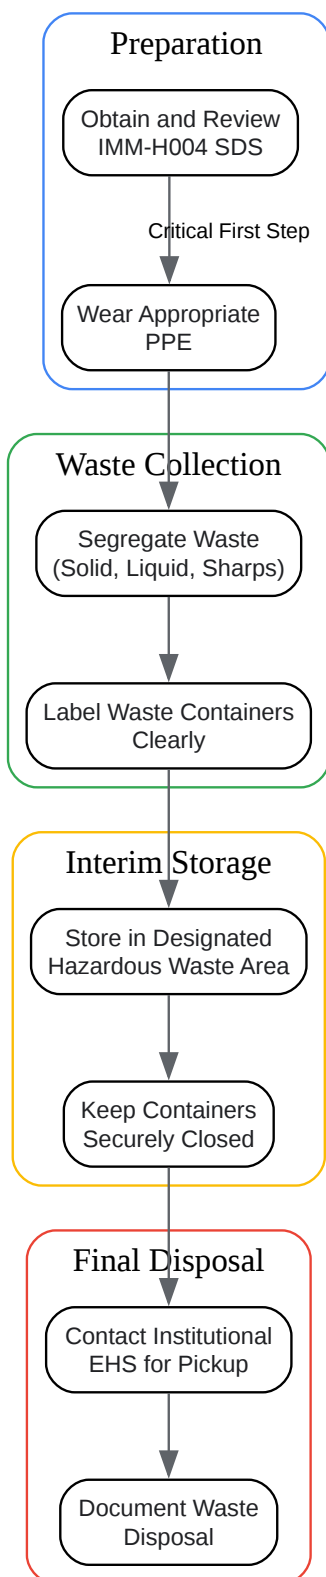 Preparation
Obtain and Review
IMM-H004 SDS
Critical First Step
Wear Appropriate
PPE
Waste Collection
Segregate Waste
(Solid, Liquid, Sharps)
Label Waste Containers
Clearly
Interim Storage
Store in Designated
Hazardous Waste Area
Keep Containers
Securely Closed
Final Disposal
Contact Institutional
EHS for Pickup
Document Waste
Disposal